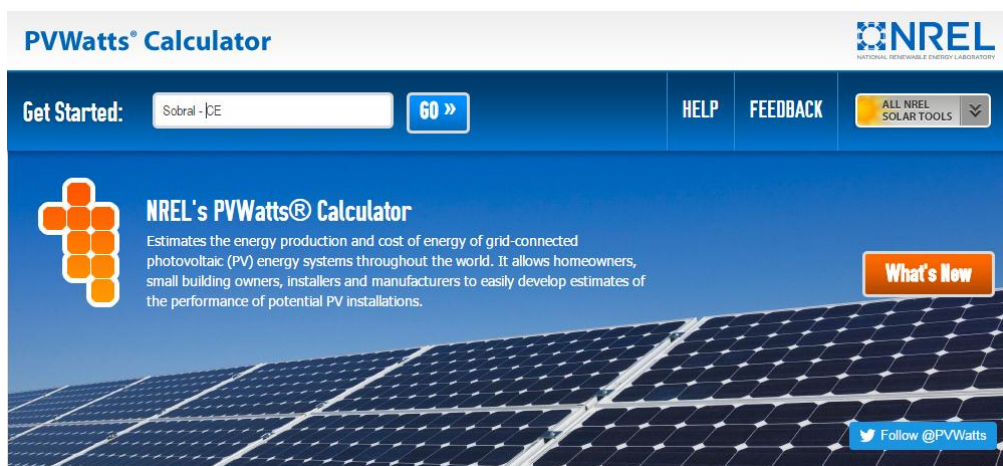 PVWatts® Calculator
NREL
NATIONAL RENEWABLE ENERGY LABORATORY
Get Started:
Sobral - CE
GO »
HELP
FEEDBACK
ALL NREL
SOLAR TOOLS
NREL's PVWatts® Calculator
Estimates the energy production and cost of energy of grid-connected
photovoltaic (PV) energy systems throughout the world. It allows homeowners,
small building owners, installers and manufacturers to easily develop estimates of
the performance of potential PV installations.
What's New
Follow @PVWatts